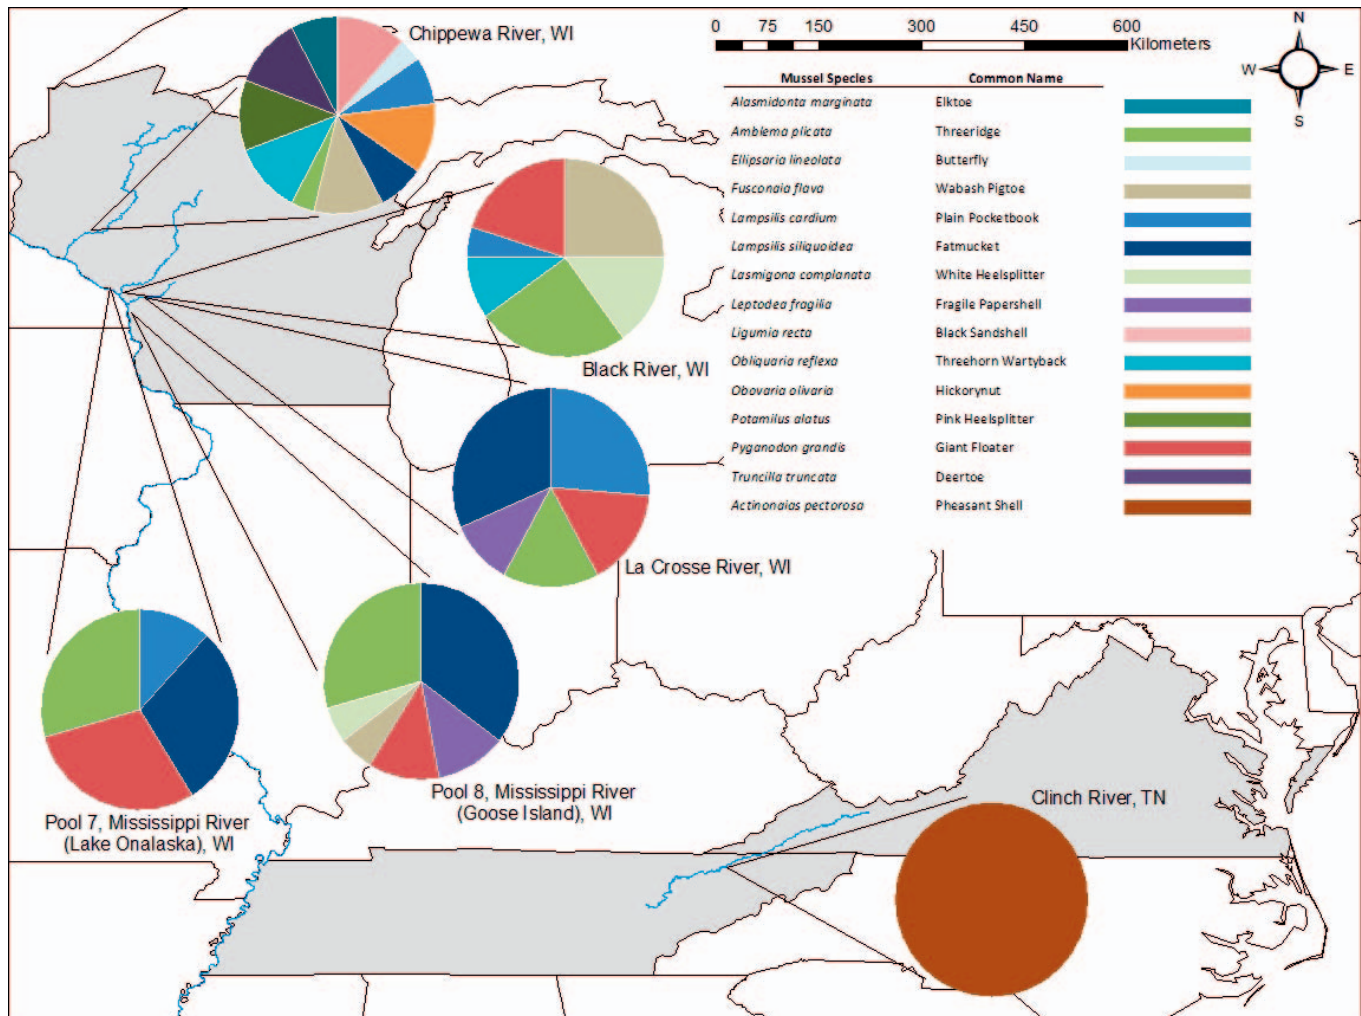 Chippewa River, WI
0 75 150 300 450 600
Kilometers
N
W E
S
Mussel Species Common Name
Alasmidonta marginata Elktoe
Amblema plicata Threeridge
Ellipsaria lineolata Butterfly
Fusconaia flava Wabash Pigtoe
Lampsilis cardium Plain Pocketbook
Lampsilis siliquoidea Fatmucket
Lasmigona complanata White Heelsplitter
Leptodea fragilia Fragile Papershell
Ligumia recta Black Sandshell
Obliquaria reflexa Threehorn Wartyback
Obovaria olivaria Hickorynut
Potamilus alatus Pink Heelsplitter
Pyganodon grandis Giant Floater
Truncilla truncata Deertoe
Actinonaias pectorosa Pheasant Shell
Black River, WI
La Crosse River, WI
Pool 8, Mississippi River
(Goose Island), WI
Pool 7, Mississippi River
(Lake Onalaska), WI
Clinch River, TN